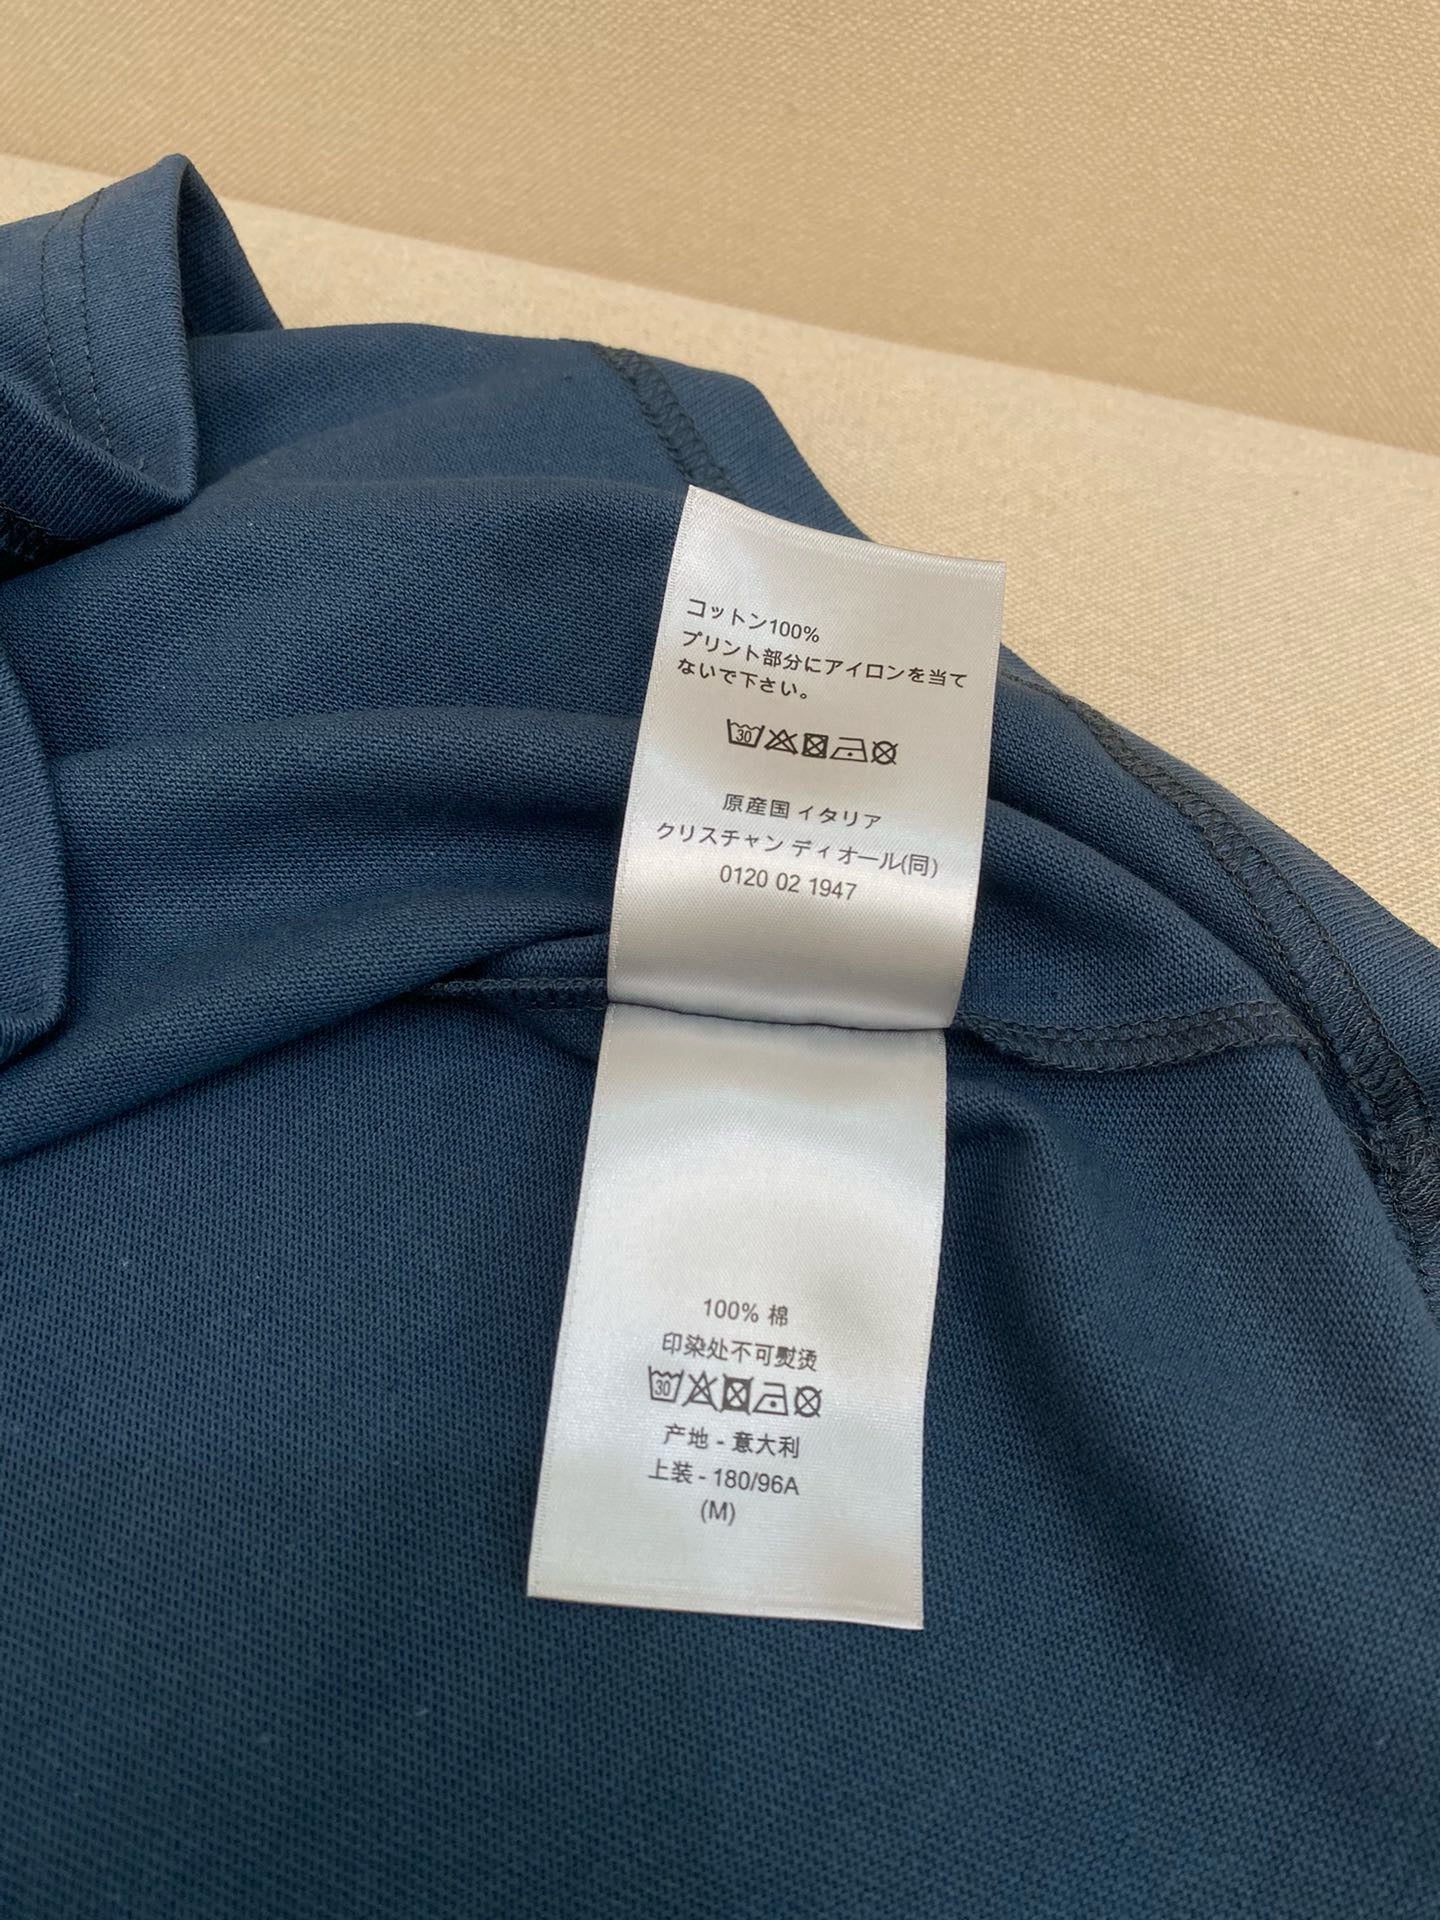 コットン100%
プリント部分にアイロンを当て
ないで下さい。
30
原産国 イタリア
クリスチャン ディオール(同)
0120 02 1947
100% 棉
印染处不可熨烫
30
产地 - 意大利
上装 - 180/96A
(M)